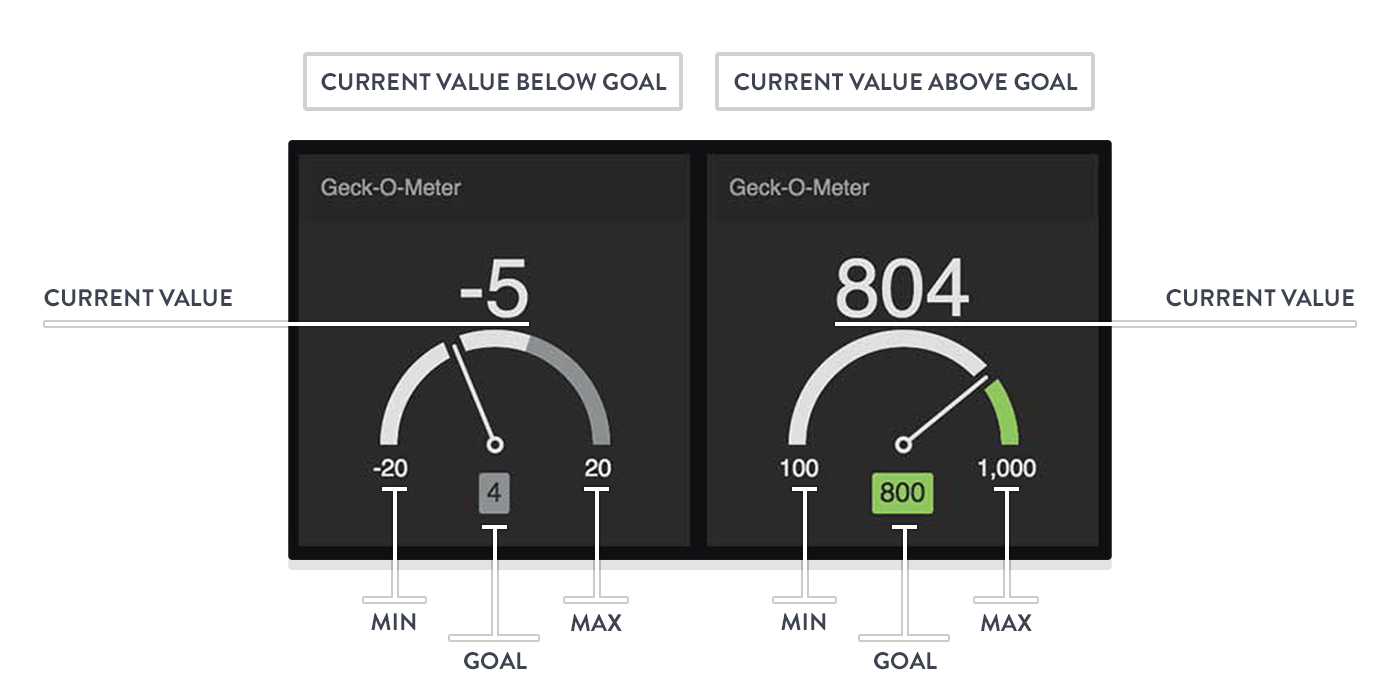 CURRENT VALUE BELOW GOAL
CURRENT VALUE ABOVE GOAL
Geck-O-Meter
Geck-O-Meter
-5
804
CURRENT VALUE
CURRENT VALUE
-20
20
100
1,000
4
800
MIN
MAX
MIN
MAX
GOAL
GOAL